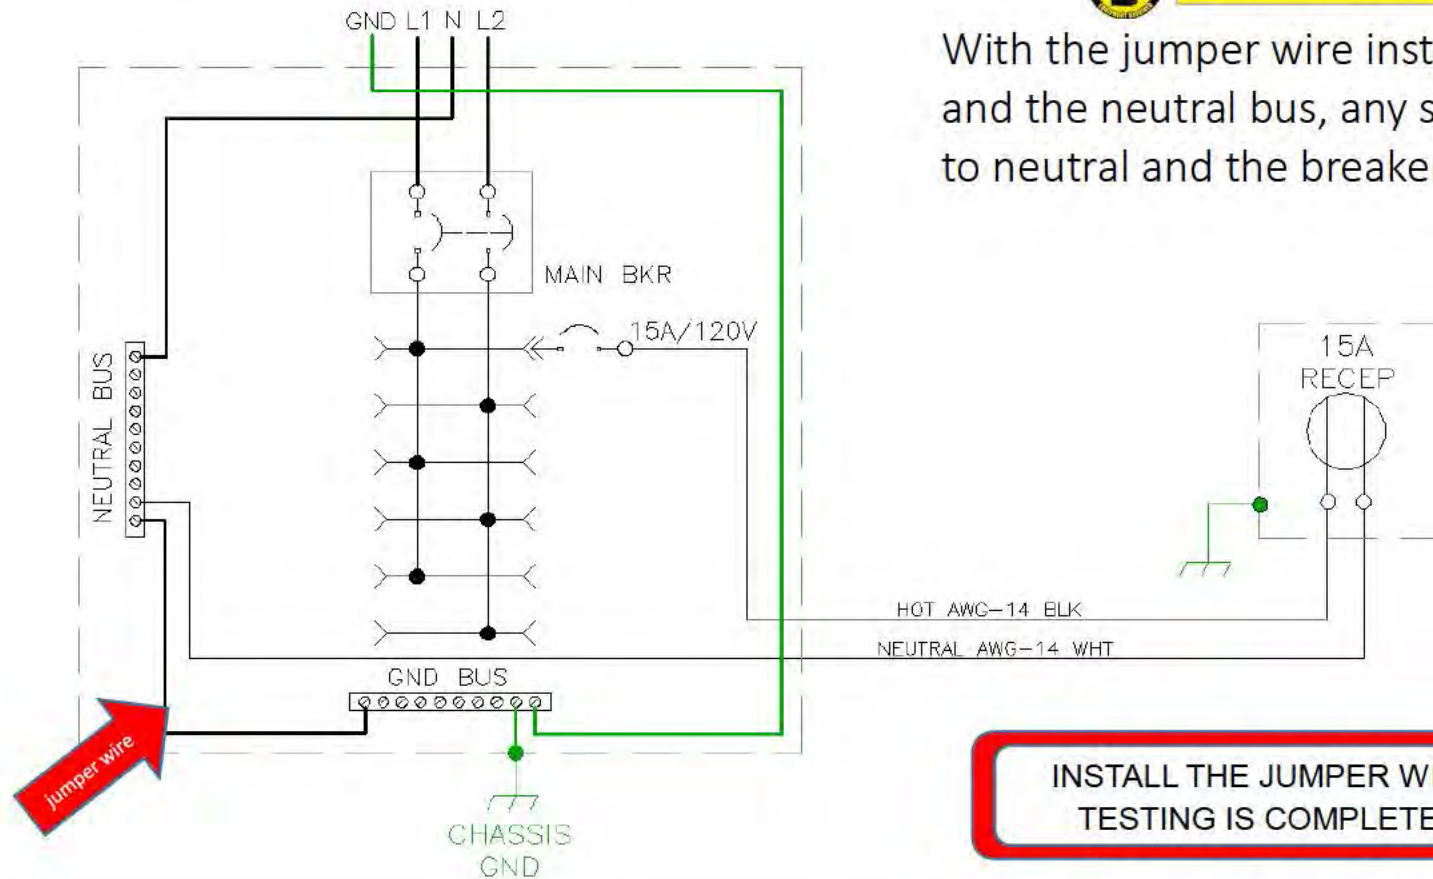 GND L1 N L2
With the jumper wire inst
and the neutral bus, any s
to neutral and the breake
MAIN BKR
15A/120V
NEUTRAL BUS
15A
RECEP
HOT AWG-14 BLK
NEUTRAL AWG-14 WHT
GND BUS
jumper wire
CHASSIS
GND
INSTALL THE JUMPER WI
TESTING IS COMPLETE